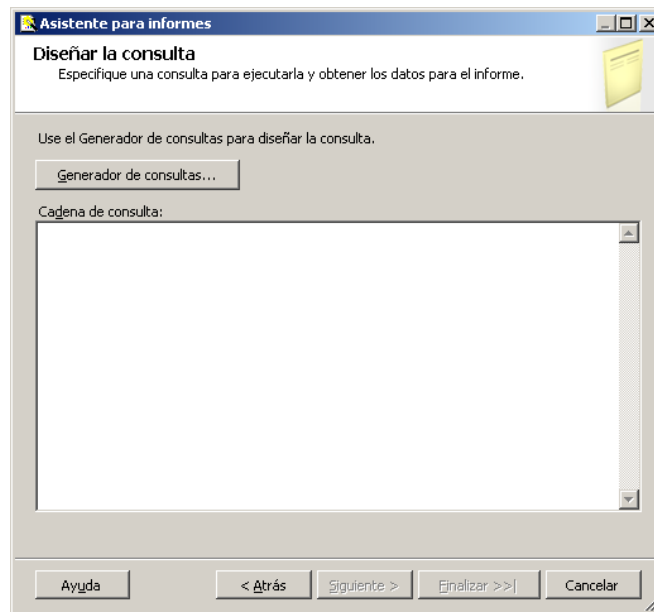 Asistente para informes
Diseñar la consulta
Especifique una consulta para ejecutarla y obtener los datos para el informe.
Use el Generador de consultas para diseñar la consulta.
Generador de consultas...
Cadena de consulta:
Ayuda
< Atrás
Siguiente >
Finalizar >>|
Cancelar